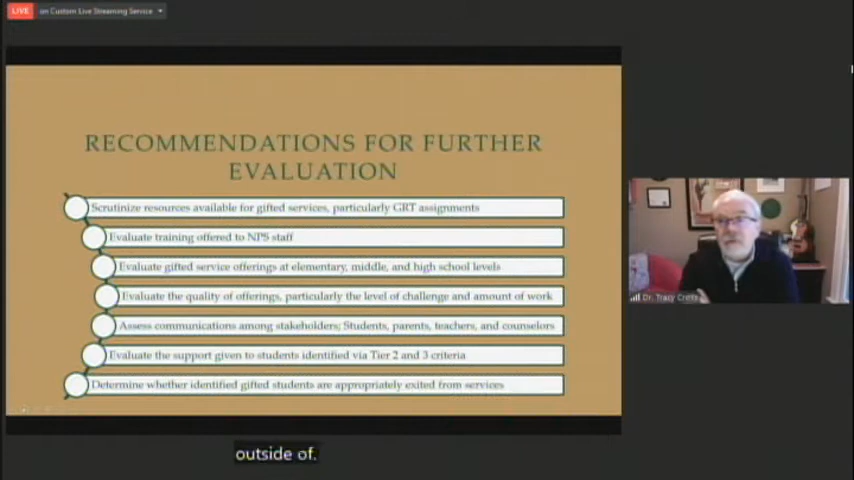 LIVE on Custom Live Streaming Service
RECOMMENDATIONS FOR FURTHER
EVALUATION
Scrutinize resources available for gifted services, particularly GRT assignments
Evaluate training offered to NPS staff
Evaluate gifted service offerings at elementary, middle, and high school levels
Evaluate the quality of offerings, particularly the level of challenge and amount of work
Assess communications among stakeholders; Students, parents, teachers, and counselors
Evaluate the support given to students identified via Tier 2 and 3 criteria
Determine whether identified gifted students are appropriately exited from services
Dr. Tracy Cross
outside of.